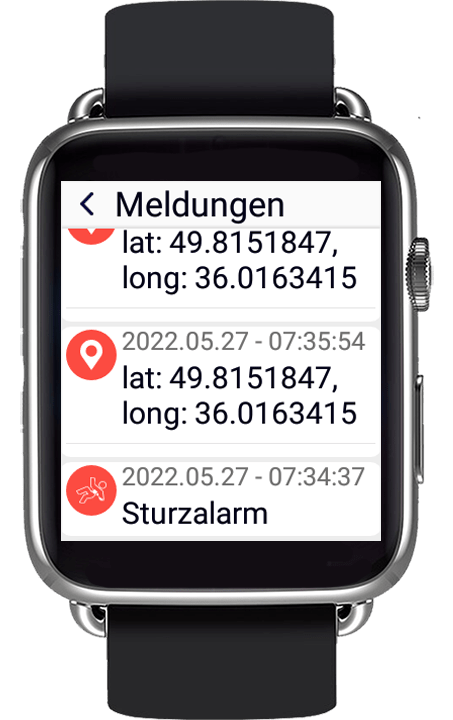 Meldungen
lat: 49.8151847,
long: 36.0163415
2022.05.27 - 07:35:54
lat: 49.8151847,
long: 36.0163415
2022.05.27 - 07:34:37
Sturzalarm